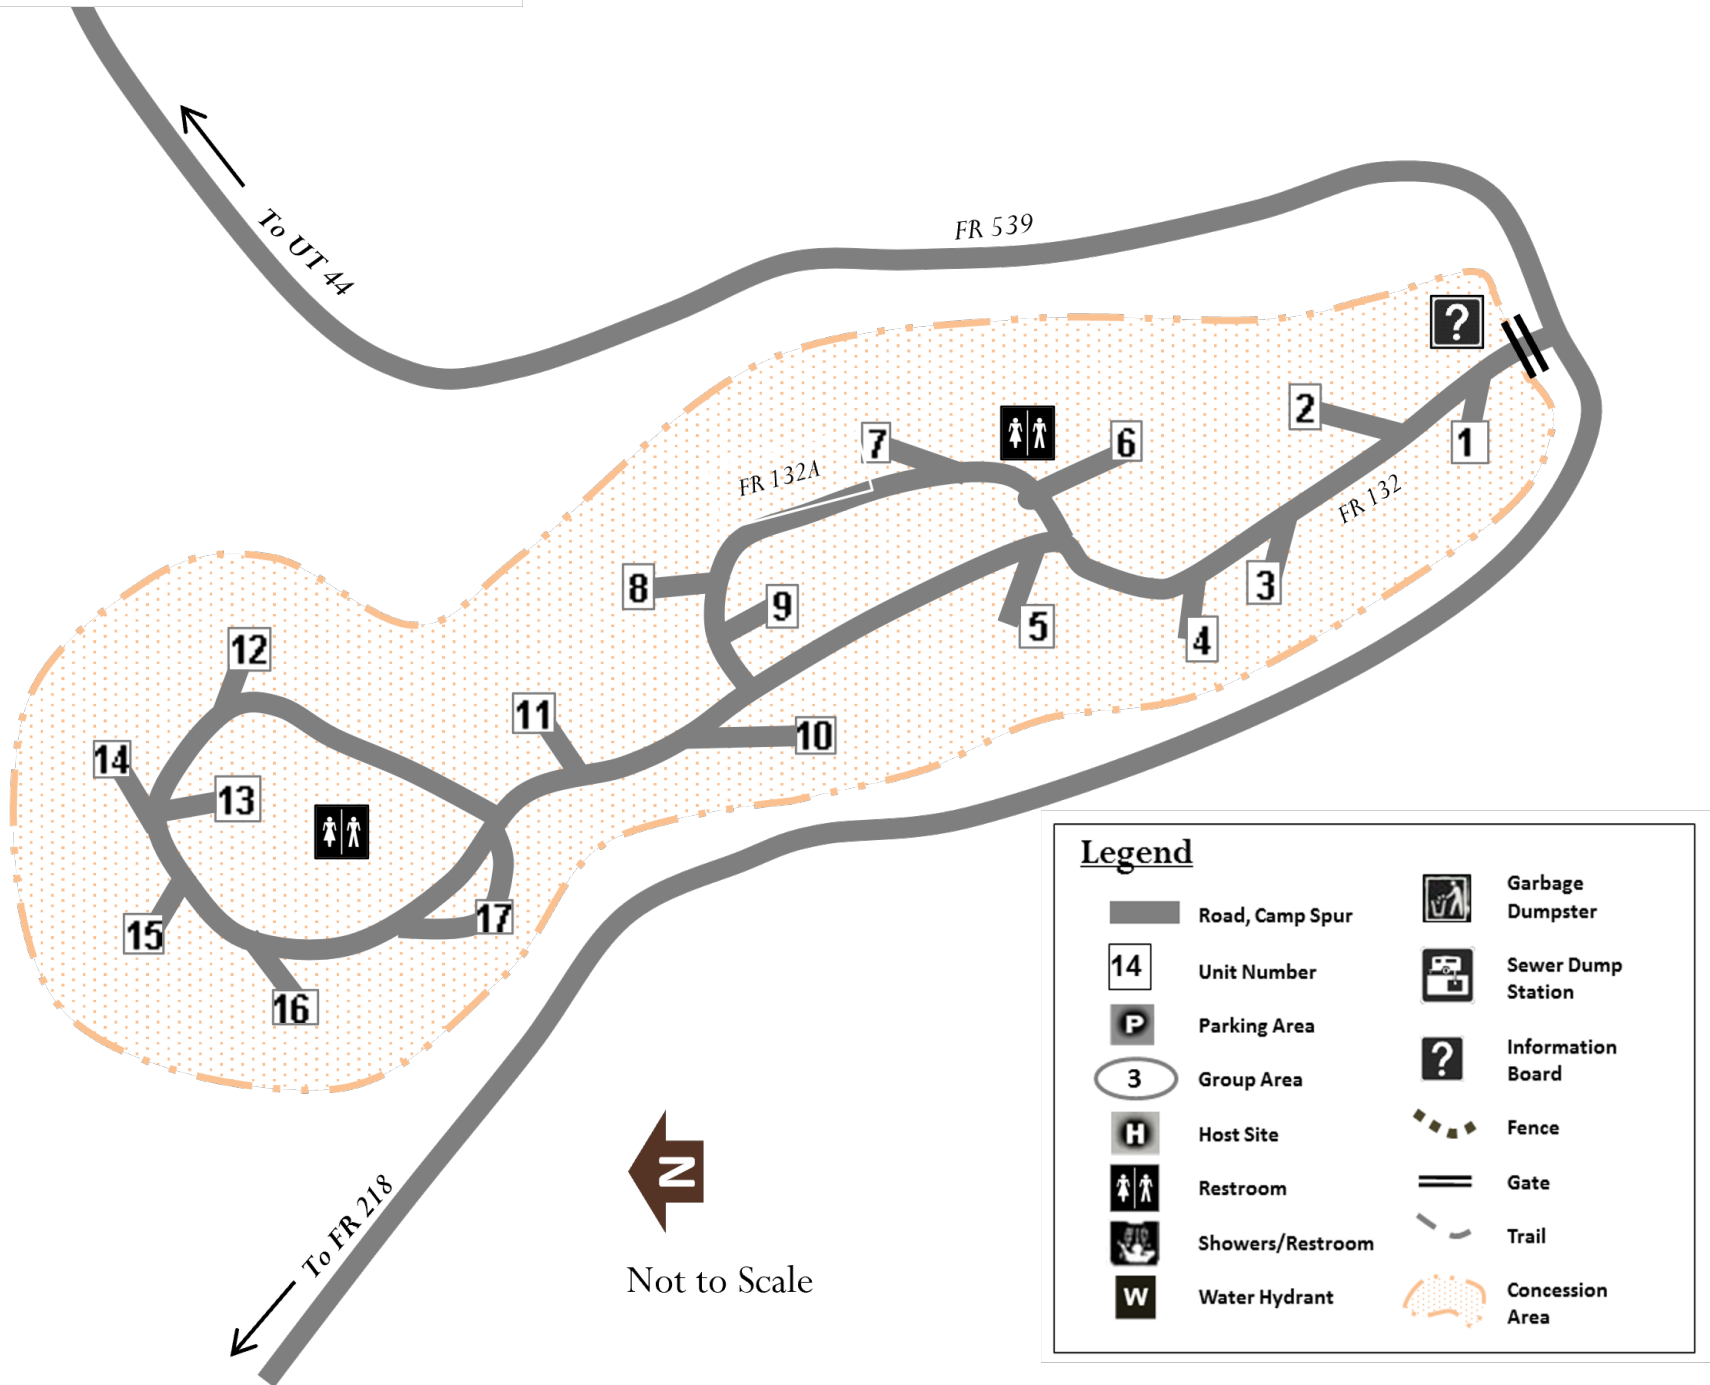 To UT 44
FR 539
?
2
1
7
6
FR 132A
FR 132
8
9
3
5
4
12
11
10
14
13
15
17
16
N
Not to Scale
To FR 218
Legend
Road, Camp Spur
14
Unit Number
P
Parking Area
3
Group Area
H
Host Site
Restroom
Showers/Restroom
W
Water Hydrant
Garbage
Dumpster
Sewer Dump
Station
?
Information
Board
Fence
Gate
Trail
Concession
Area